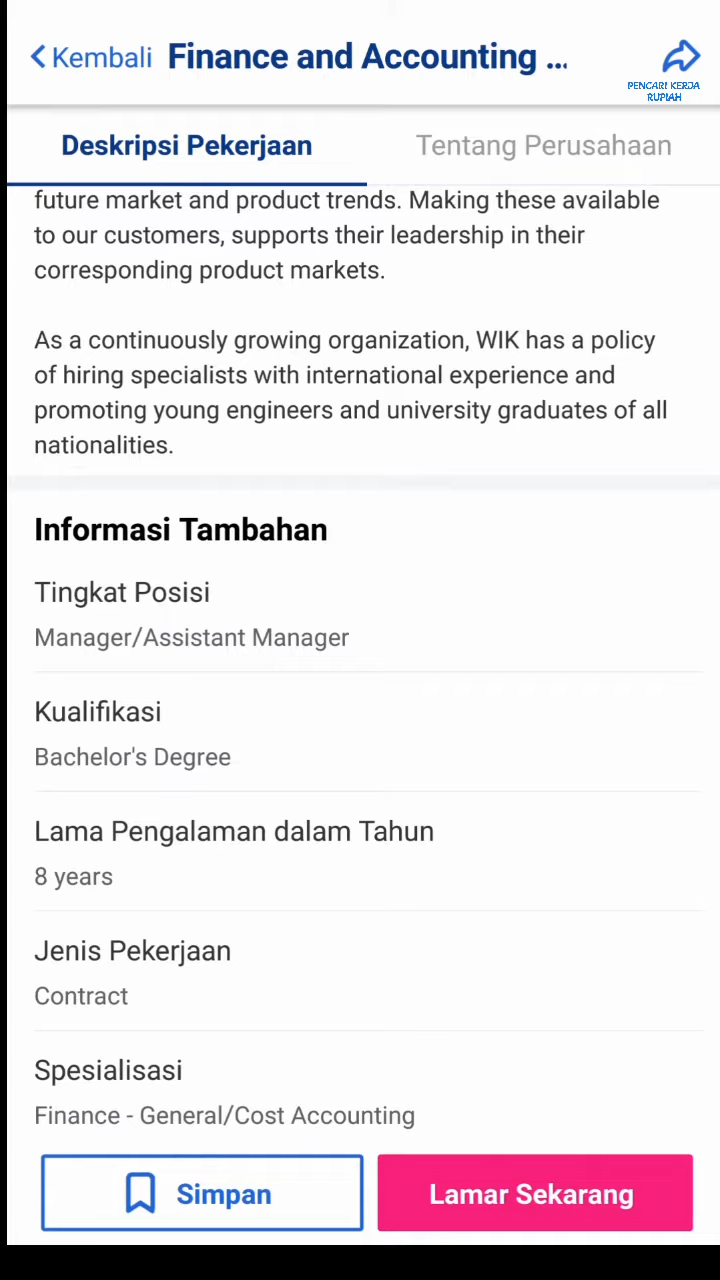 Kembali Finance and Accounting ...
PENCARI KERJA
RUPIAH
Deskripsi Pekerjaan Tentang Perusahaan
future market and product trends. Making these available
to our customers, supports their leadership in their
corresponding product markets.
As a continuously growing organization, WIK has a policy
of hiring specialists with international experience and
promoting young engineers and university graduates of all
nationalities.
Informasi Tambahan
Tingkat Posisi
Manager/Assistant Manager
Kualifikasi
Bachelor's Degree
Lama Pengalaman dalam Tahun
8 years
Jenis Pekerjaan
Contract
Spesialisasi
Finance - General/Cost Accounting
Simpan Lamar Sekarang